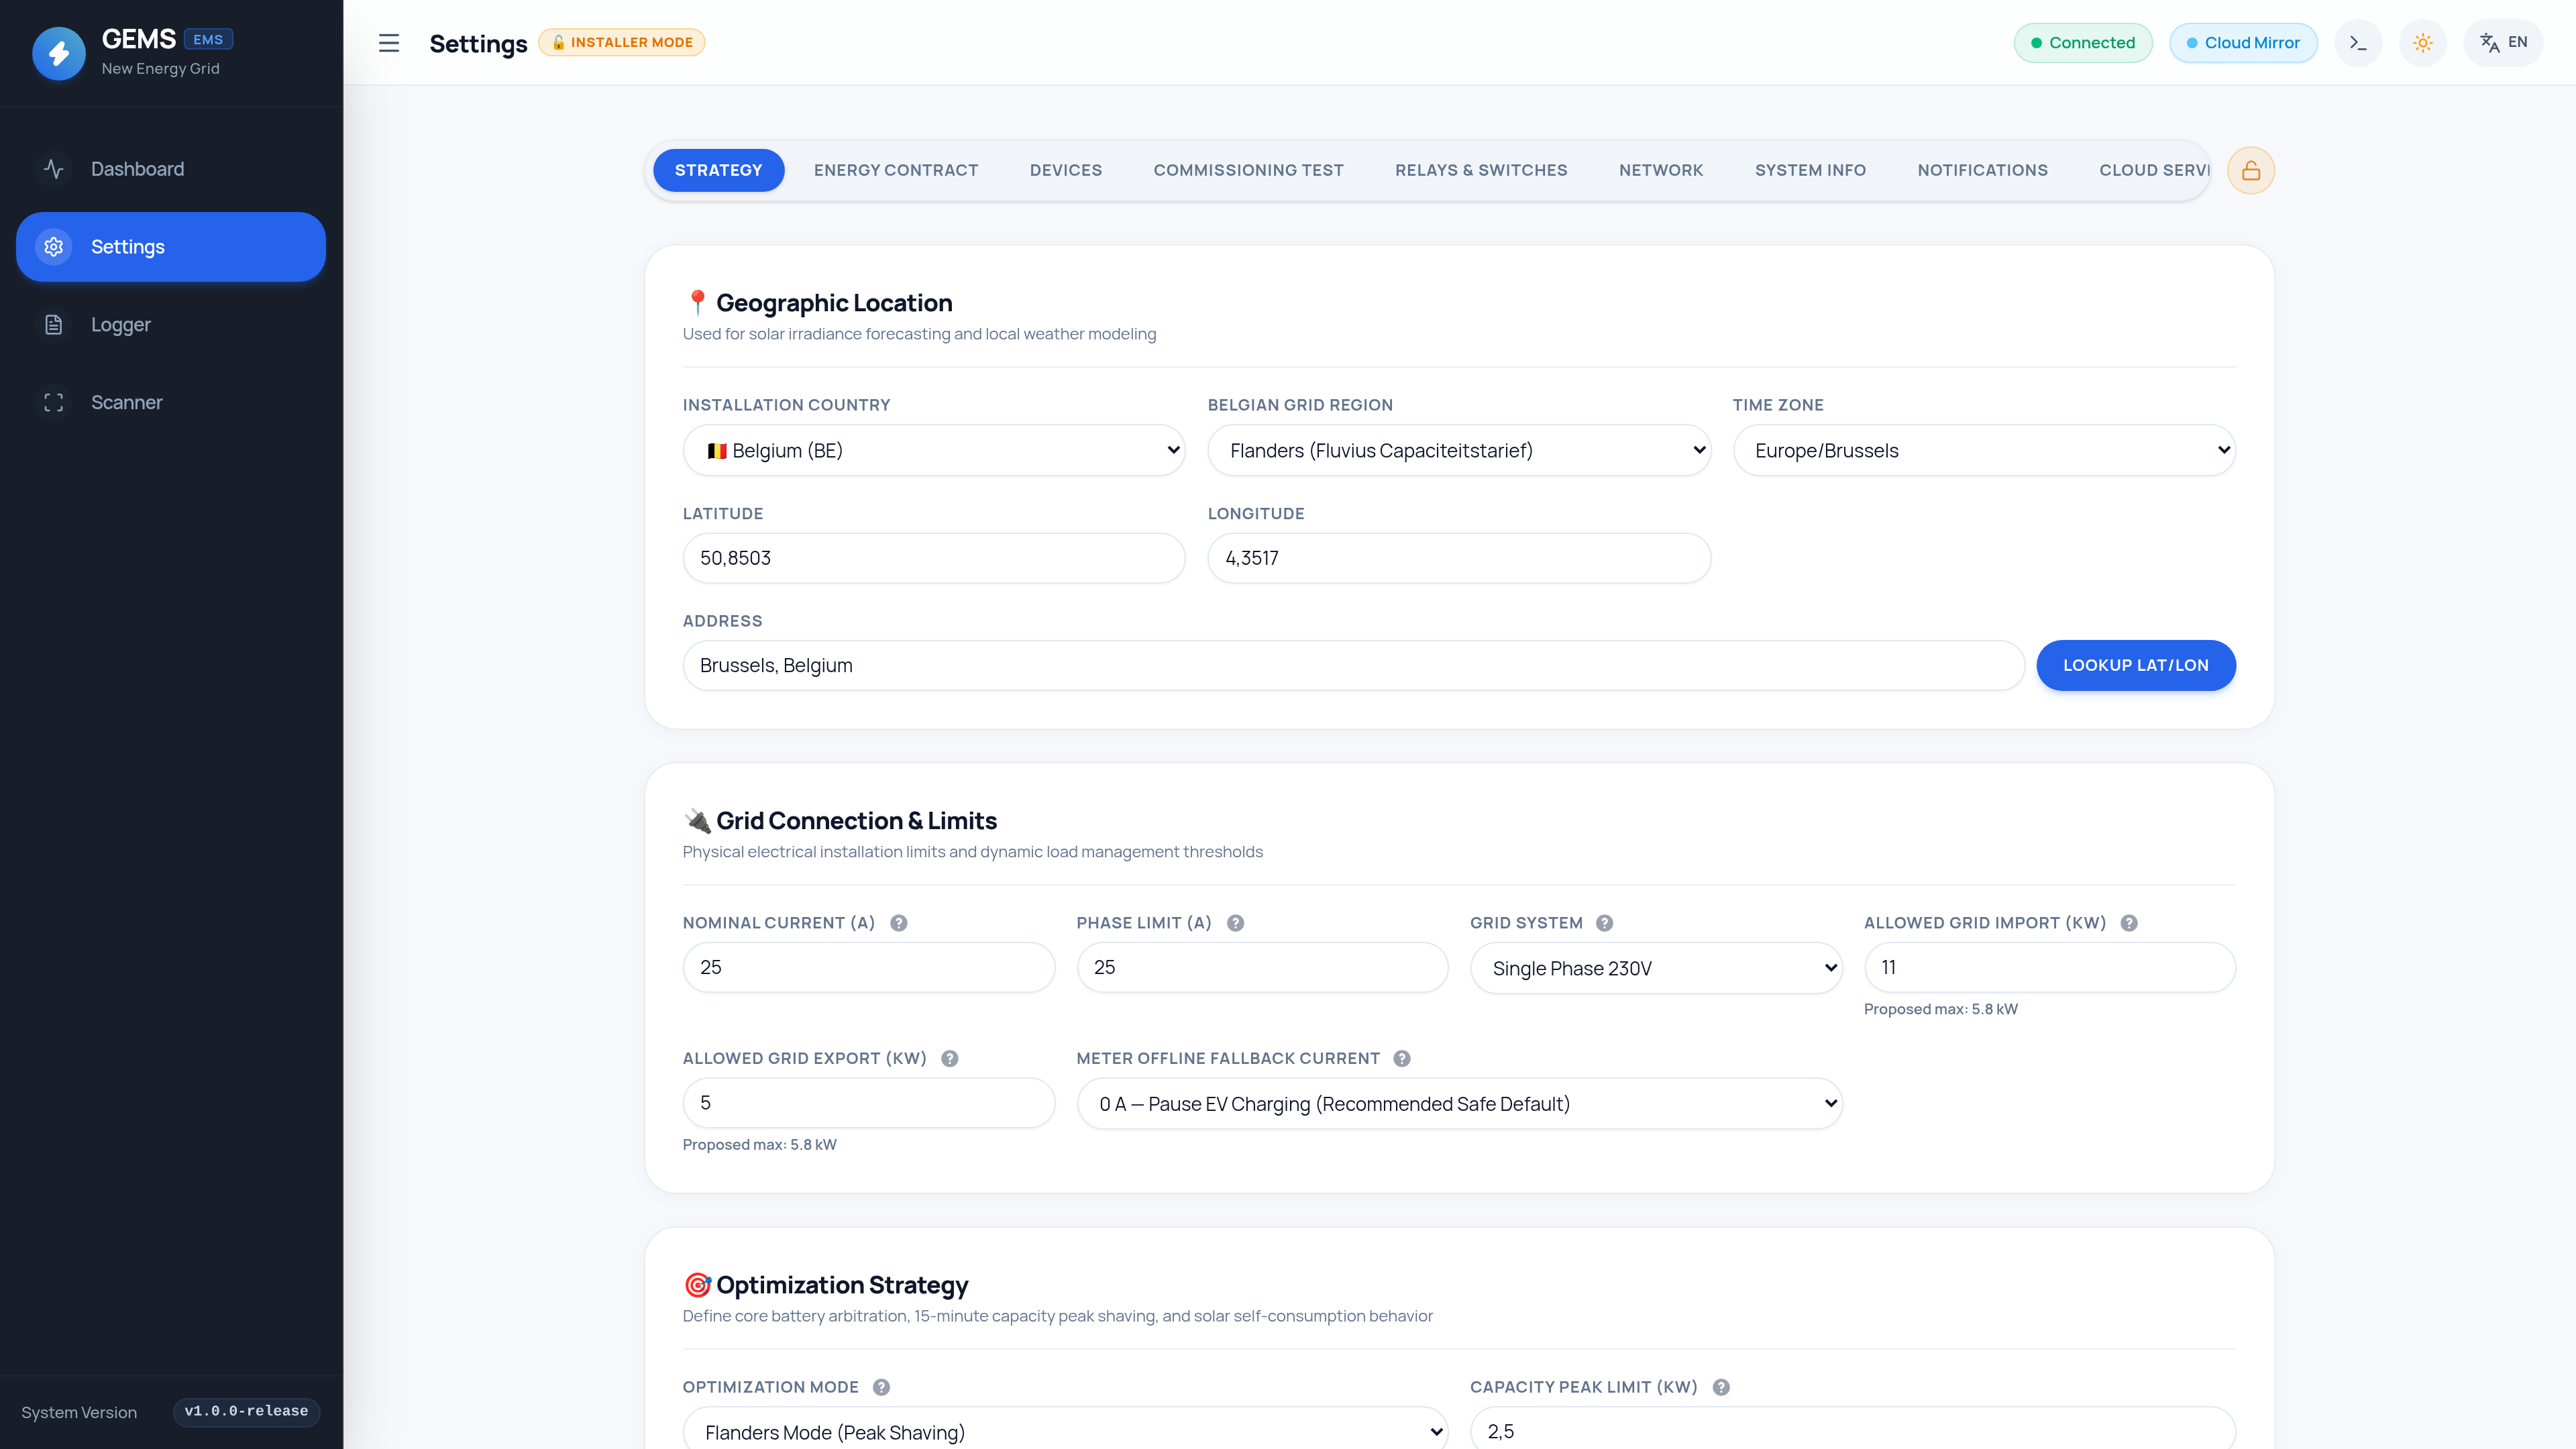 GEMS EMS
New Energy Grid
Dashboard
Settings
Logger
Scanner
System Version v1.0.0-release
Settings 🔓 INSTALLER MODE
Connected Cloud Mirror EN
STRATEGY ENERGY CONTRACT DEVICES COMMISSIONING TEST RELAYS & SWITCHES NETWORK SYSTEM INFO NOTIFICATIONS CLOUD SERVI
📍 Geographic Location
Used for solar irradiance forecasting and local weather modeling
INSTALLATION COUNTRY BELGIAN GRID REGION TIME ZONE
🇧🇪 Belgium (BE) Flanders (Fluvius Capaciteitstarief) Europe/Brussels
LATITUDE LONGITUDE
50,8503 4,3517
ADDRESS
Brussels, Belgium LOOKUP LAT/LON
🔌 Grid Connection & Limits
Physical electrical installation limits and dynamic load management thresholds
NOMINAL CURRENT (A) ? PHASE LIMIT (A) ? GRID SYSTEM ? ALLOWED GRID IMPORT (KW) ?
25 25 Single Phase 230V 11
Proposed max: 5.8 kW
ALLOWED GRID EXPORT (KW) ? METER OFFLINE FALLBACK CURRENT ?
5 0 A — Pause EV Charging (Recommended Safe Default)
Proposed max: 5.8 kW
🎯 Optimization Strategy
Define core battery arbitration, 15-minute capacity peak shaving, and solar self-consumption behavior
OPTIMIZATION MODE ? CAPACITY PEAK LIMIT (KW) ?
Flanders Mode (Peak Shaving) 2,5